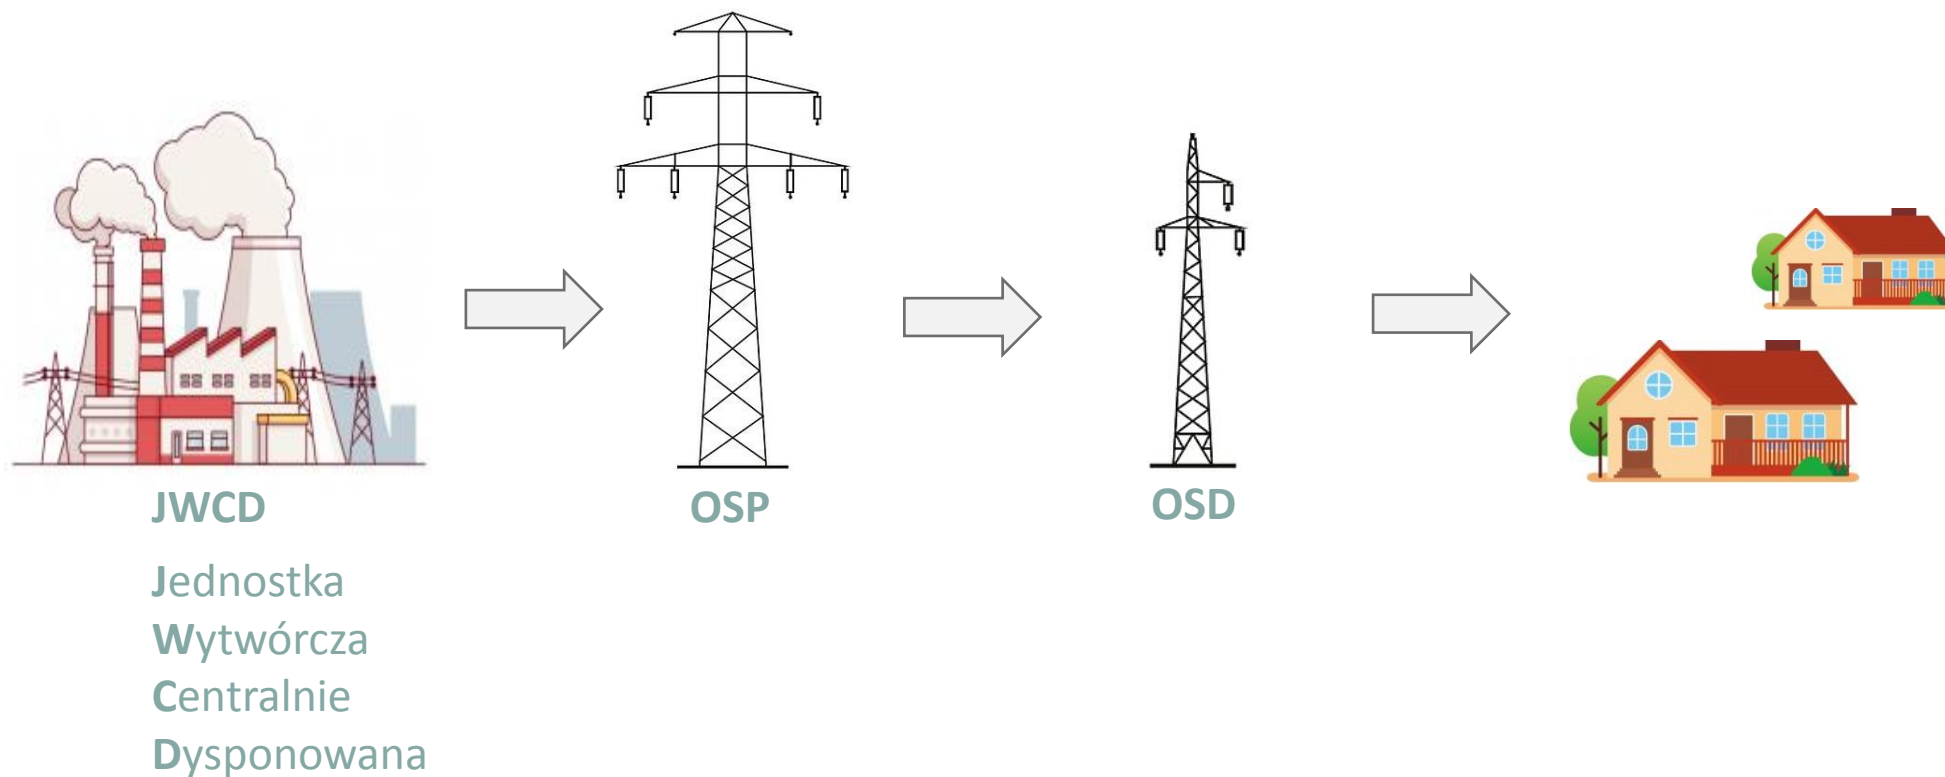 JWCD
OSP
OSD
Jednostka
Wytwórcza
Centralnie
Dysponowana